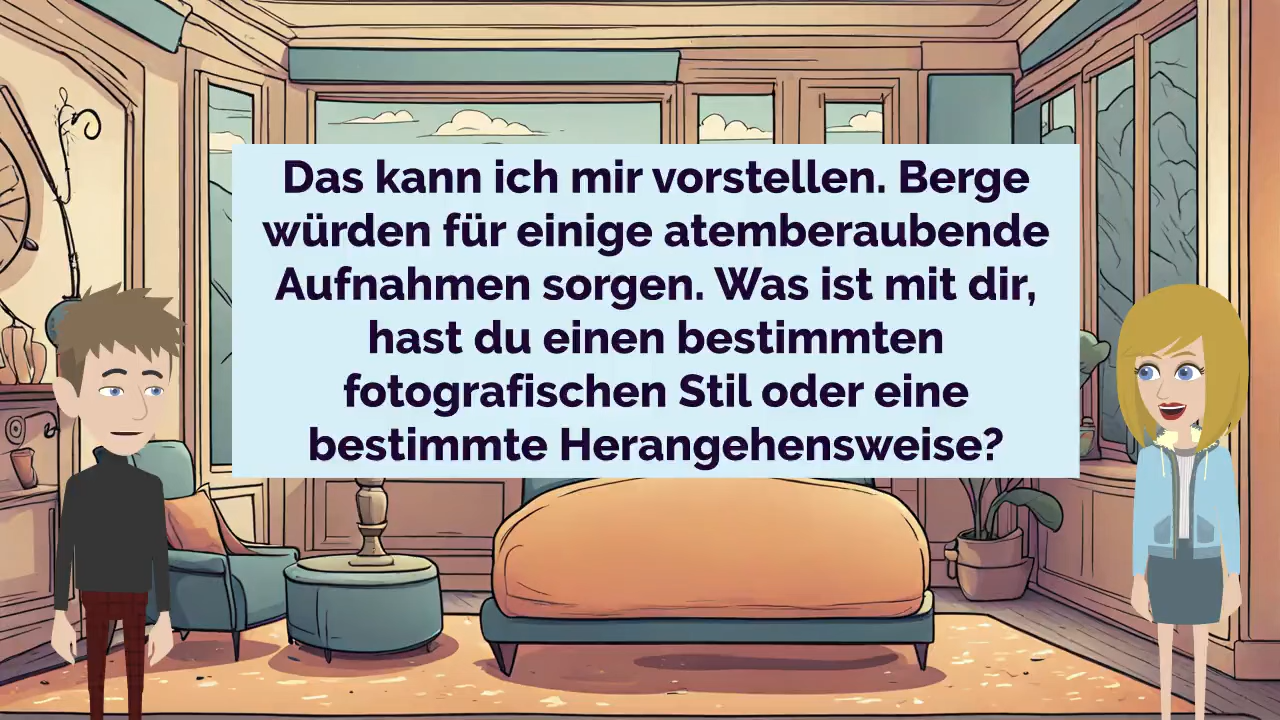 Das kann ich mir vorstellen. Berge
würden für einige atemberaubende
Aufnahmen sorgen. Was ist mit dir,
hast du einen bestimmten
fotografischen Stil oder eine
bestimmte Herangehensweise?